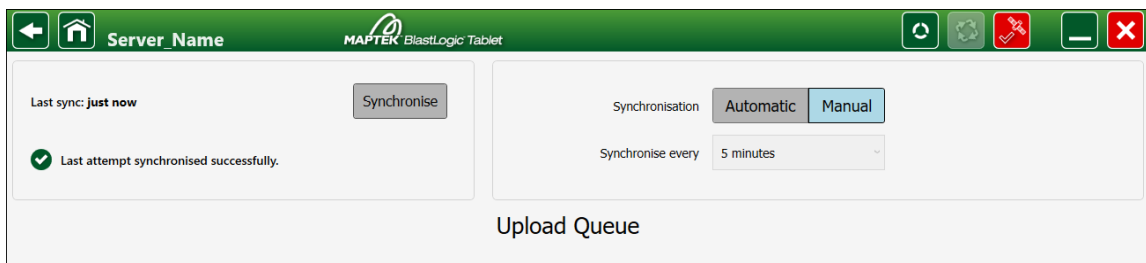 Server_Name
MAPTEK BlastLogic Tablet
Last sync: just now
Synchronise
Last attempt synchronised successfully.
Synchronisation
Automatic
Manual
Synchronise every
5 minutes
Upload Queue